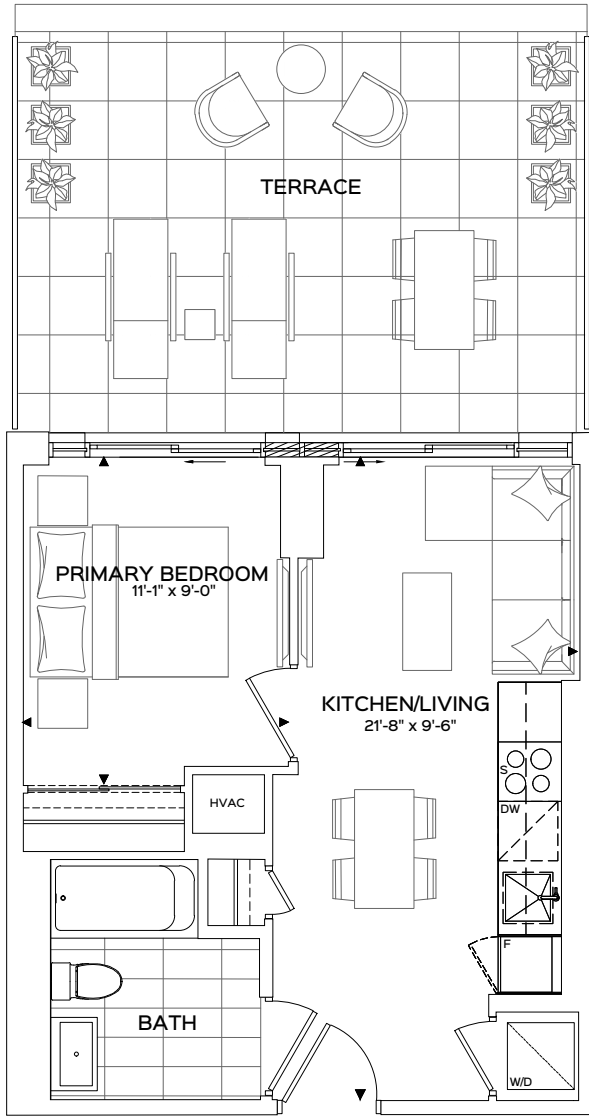 TERRACE
PRIMARY BEDROOM
11'-1" x 9'-0"
KITCHEN/LIVING
21'-8" x 9'-6"
S
HVAC
DW
F
BATH
W/D